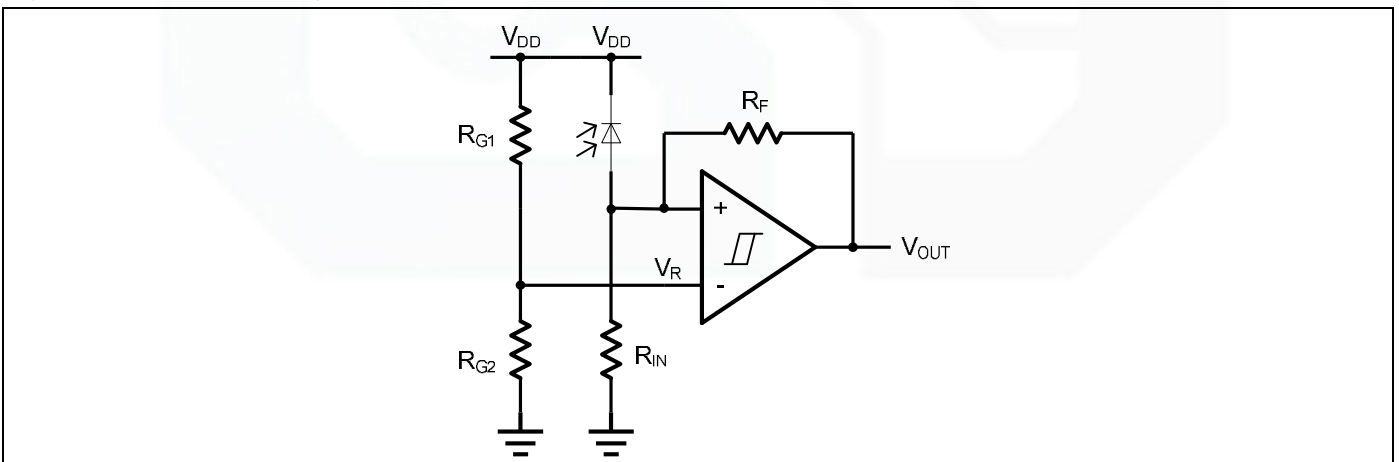 VDD VDD
RF
RG1
+
VOUT
VR
-
RG2 RIN